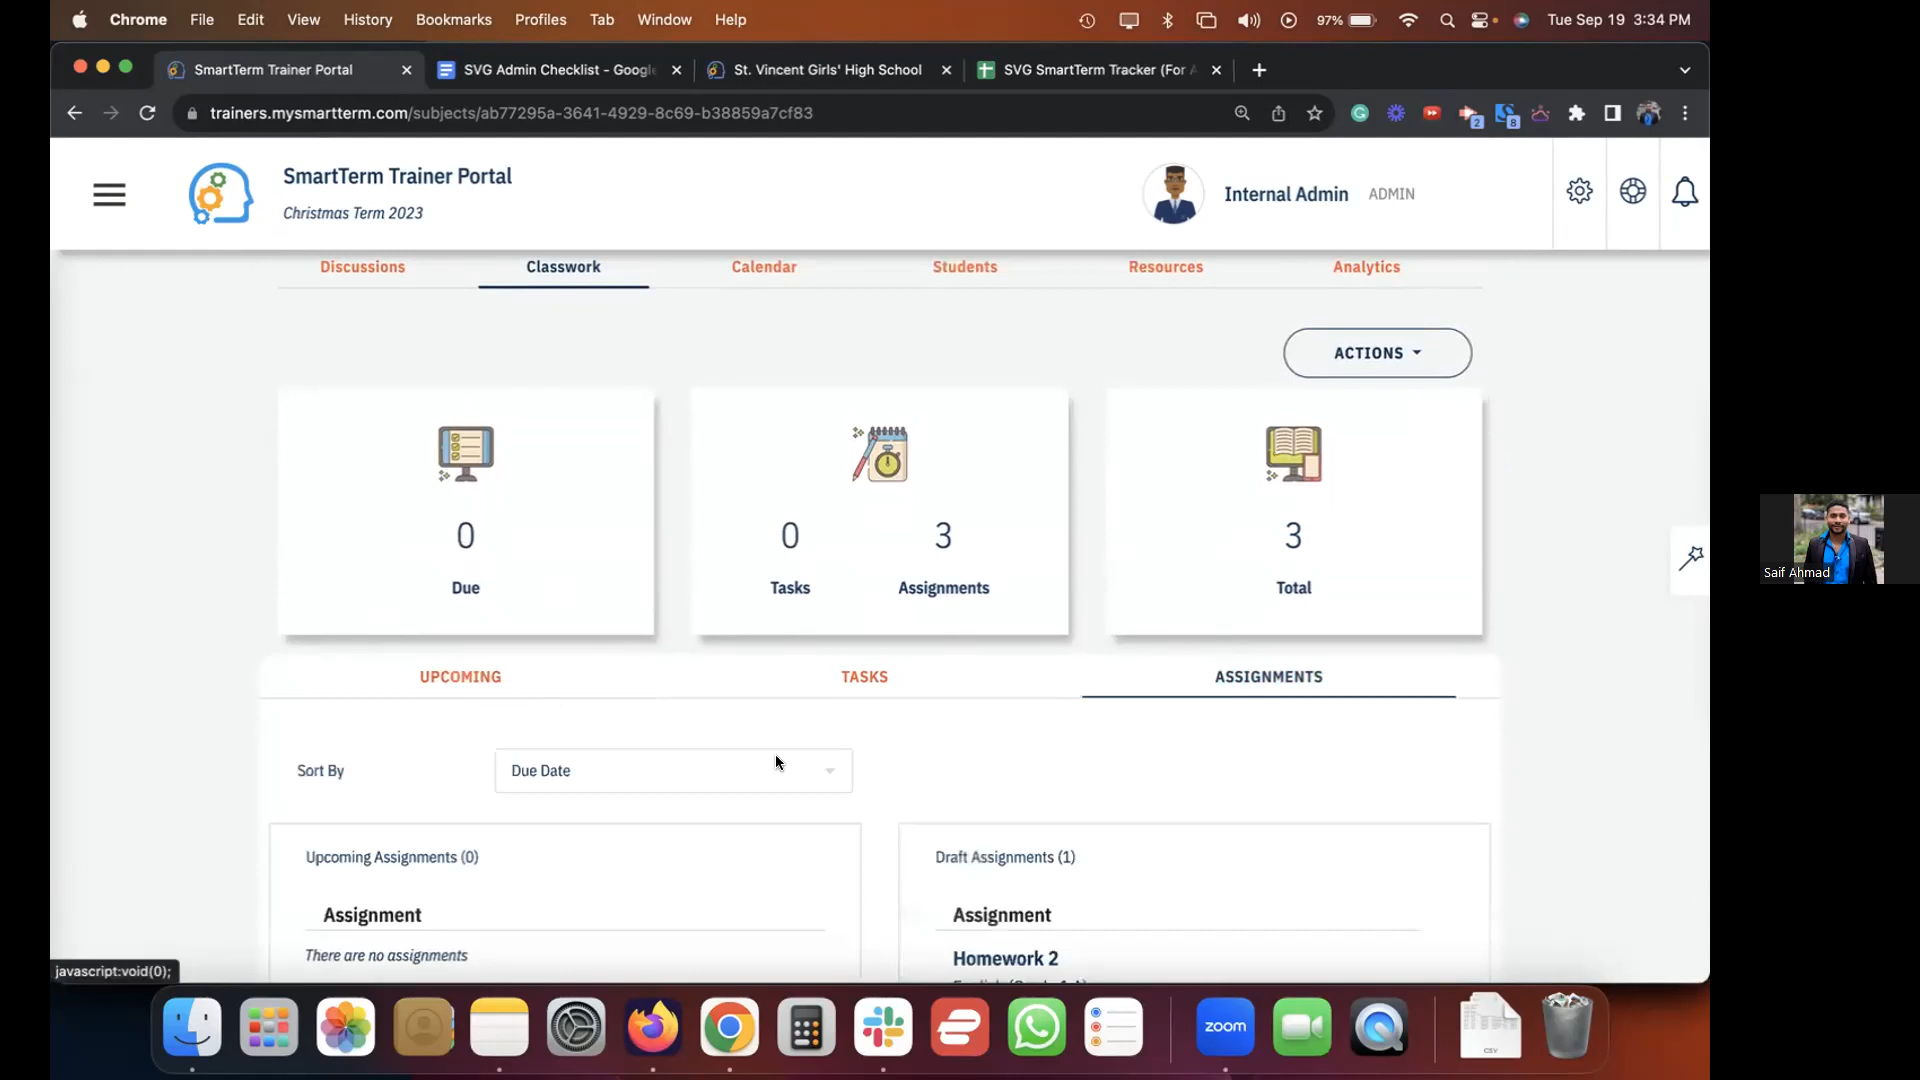 Chrome File Edit View History Bookmarks Profiles Tab Window Help 97% Tue Sep 19 3:34 PM
SmartTerm Trainer Portal SVG Admin Checklist - Googl St. Vincent Girls' High School SVG SmartTerm Tracker (For A
trainers.mysmartterm.com/subjects/ab77295a-3641-4929-8c69-b38859a7cf83 2 8
SmartTerm Trainer Portal
Christmas Term 2023
Internal Admin ADMIN
Discussions Classwork Calendar Students Resources Analytics
ACTIONS
0 0 3 3
Due Tasks Assignments Total
UPCOMING TASKS ASSIGNMENTS
Sort By Due Date
Upcoming Assignments (0) Draft Assignments (1)
Assignment Assignment
There are no assignments Homework 2
javascript:void(0);
zoom
CSV
Saif Ahmad